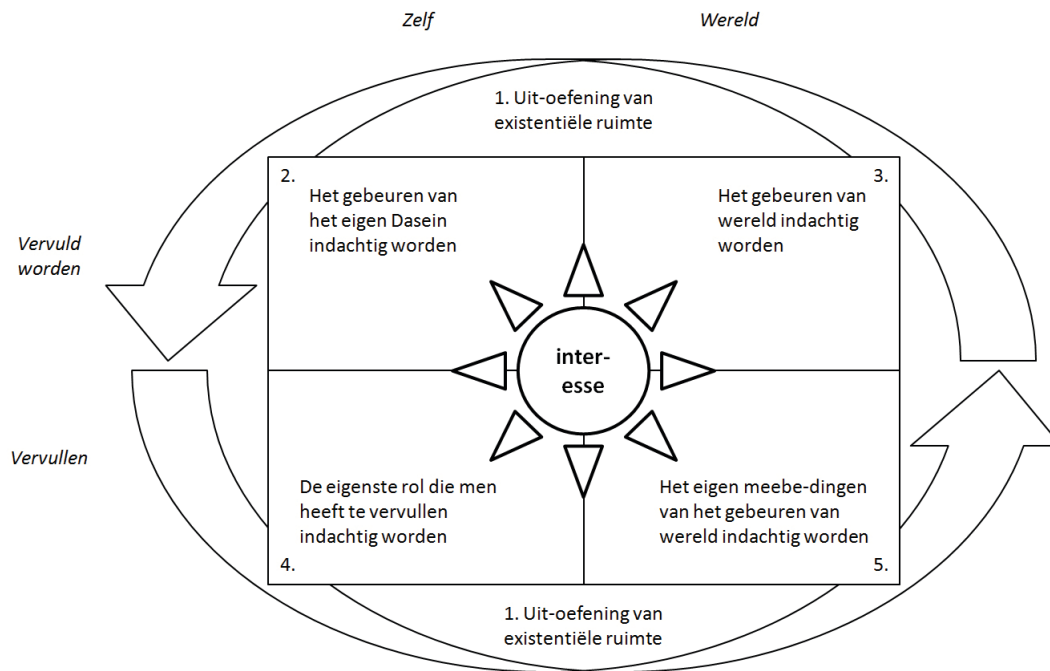 Zelf
Wereld
1. Uit-oefening van
existentiële ruimte
2.
Het gebeuren van
het eigen Dasein
indachtig worden
3.
Het gebeuren van
wereld indachtig
worden
Vervuld
worden
inter-
esse
Vervullen
De eigenste rol die men
heeft te vervullen
indachtig worden
4.
Het eigen meebe-dingen
van het gebeuren van
wereld indachtig worden
5.
1. Uit-oefening van
existentiële ruimte